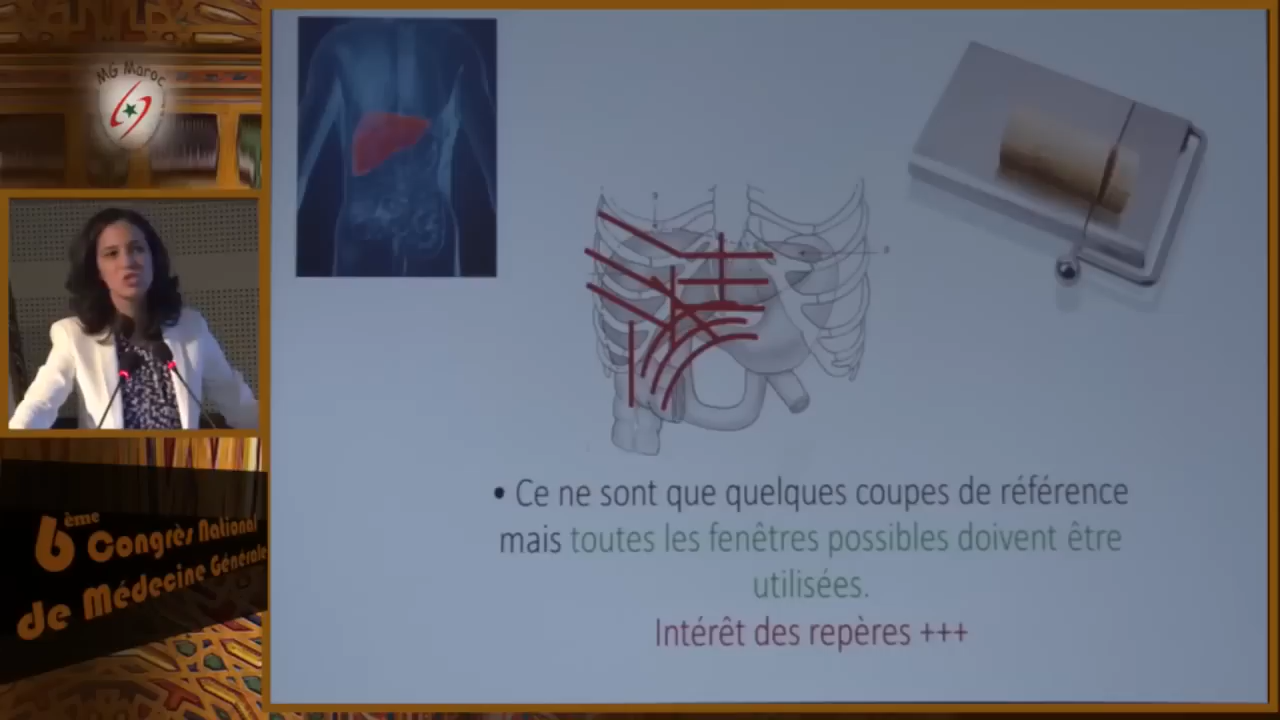 MG Maroc
6ème Congrès National
de Médecine Générale
• Ce ne sont que quelques coupes de référence
mais toutes les fenêtres possibles doivent être
utilisées.
Intérêt des repères +++